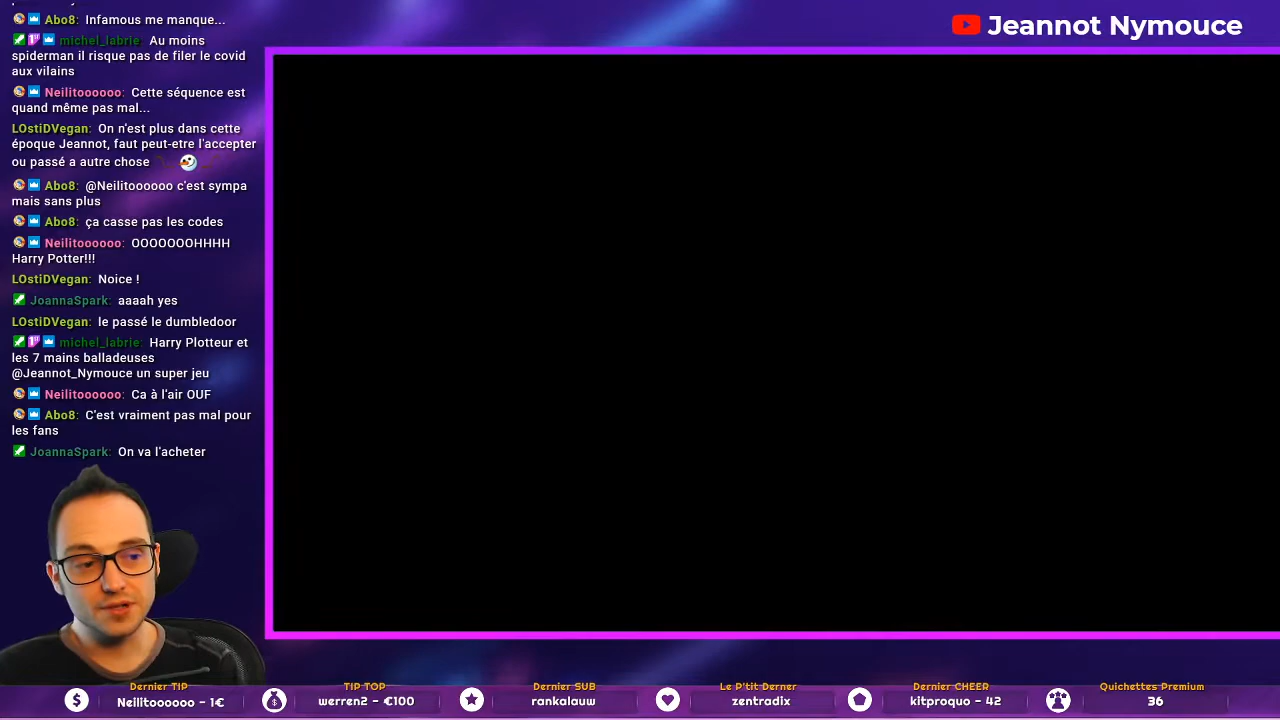 Abo8: Infamous me manque...
michel_labrie: Au moins
spiderman il risque pas de filer le covid
aux vilains
Neilitoooooo: Cette séquence est
quand même pas mal...
LOstiDVegan: On n'est plus dans cette
époque Jeannot, faut peut-etre l'accepter
ou passé a autre chose
Abo8: @Neilitoooooo c'est sympa
mais sans plus
Abo8: ça casse pas les codes
Neilitoooooo: OOOOOOOHHHH
Harry Potter!!!
LOstiDVegan: Noice !
JoannaSpark: aaaah yes
LOstiDVegan: le passé le dumbledoor
michel_labrie: Harry Plotteur et
les 7 mains balladeuses
@Jeannot_Nymouce un super jeu
Neilitoooooo: Ca à l'air OUF
Abo8: C'est vraiment pas mal pour
les fans
JoannaSpark: On va l'acheter
Jeannot Nymouce
Dernier TIP
Neilitoooooo - 1€
TIP TOP
werren2 - €100
Dernier SUB
rankalauw
Le P'tit Derner
zentradix
Dernier CHEER
kitproquo - 42
Quichettes Premium
36